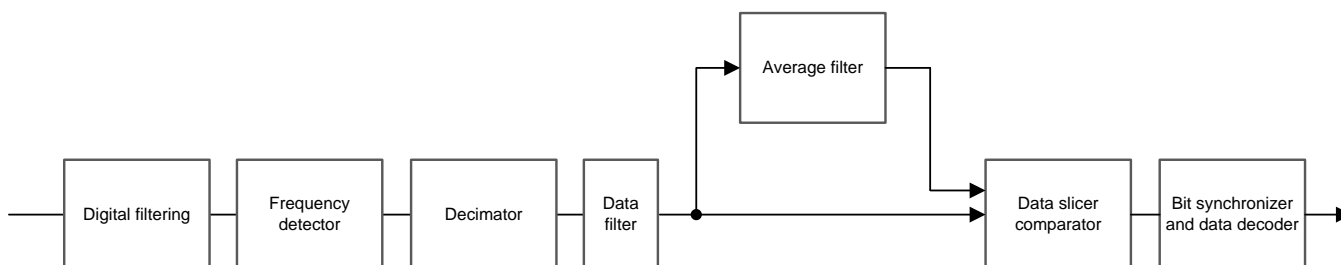 Average filter
Digital filtering
Frequency
detector
Decimator
Data
filter
Data slicer
comparator
Bit synchronizer
and data decoder